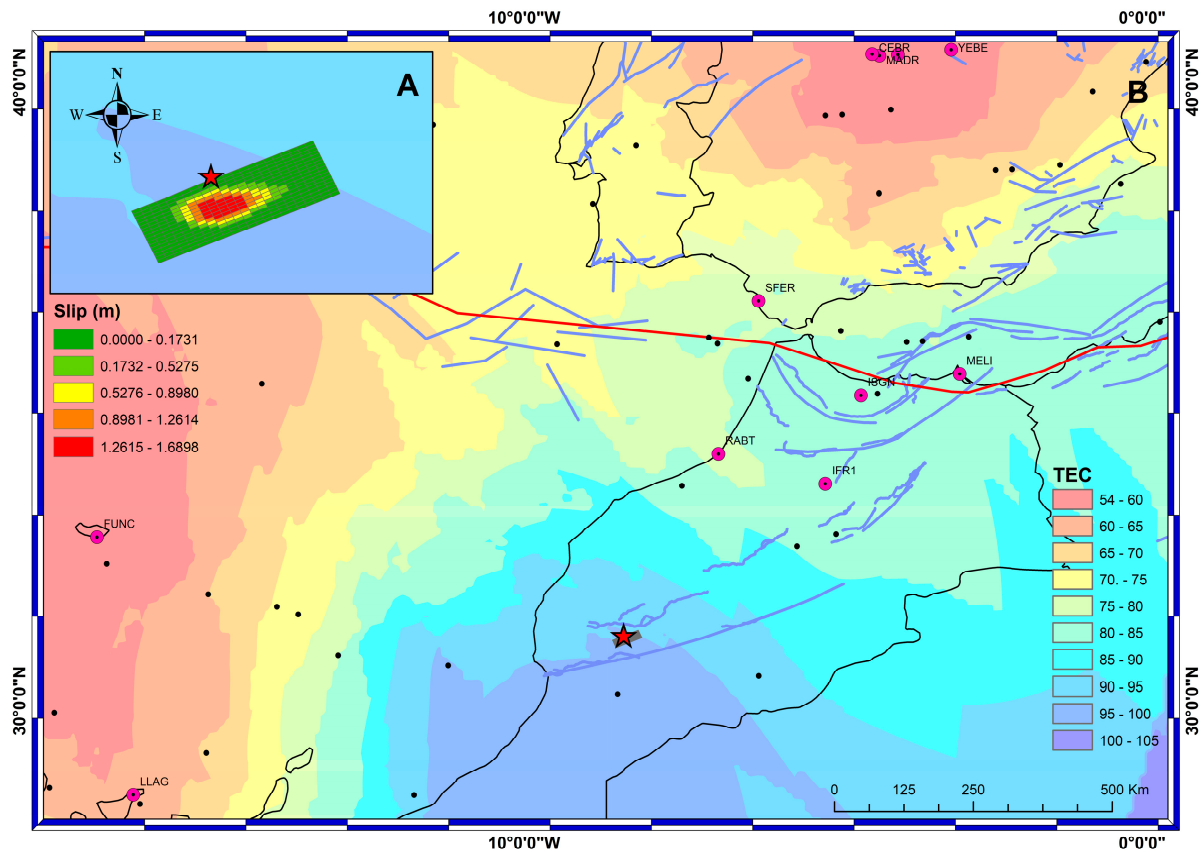 10°0'0"W
0°0'0"
40°0'0"N
40°0'0"N
A
B
N
W
E
S
CEBR
MADR
YEBE
SFER
MELI
ISGN
RABT
IFR1
FUNC
LLAG
Slip (m)
0.0000 - 0.1731
0.1732 - 0.5275
0.5276 - 0.8980
0.8981 - 1.2614
1.2615 - 1.6898
TEC
54 - 60
60 - 65
65 - 70
70. - 75
75 - 80
80 - 85
85 - 90
90 - 95
95 - 100
100 - 105
30°0'0"N
30°0'0"N
0 125 250 500 Km
10°0'0"W
0°0'0"